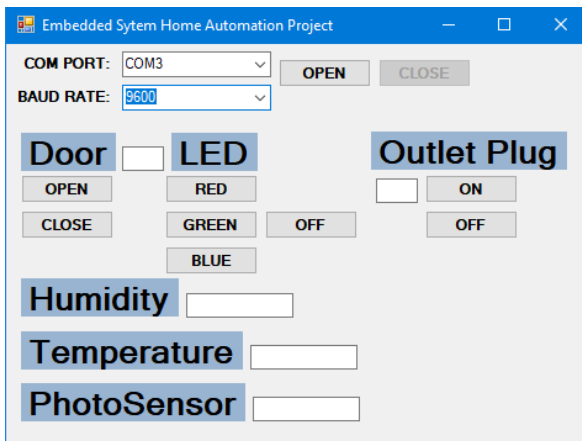 Embedded Sytem Home Automation Project
COM PORT: COM3 OPEN CLOSE
BAUD RATE: 9600
Door LED Outlet Plug
OPEN RED ON
CLOSE GREEN OFF OFF
BLUE
Humidity
Temperature
PhotoSensor